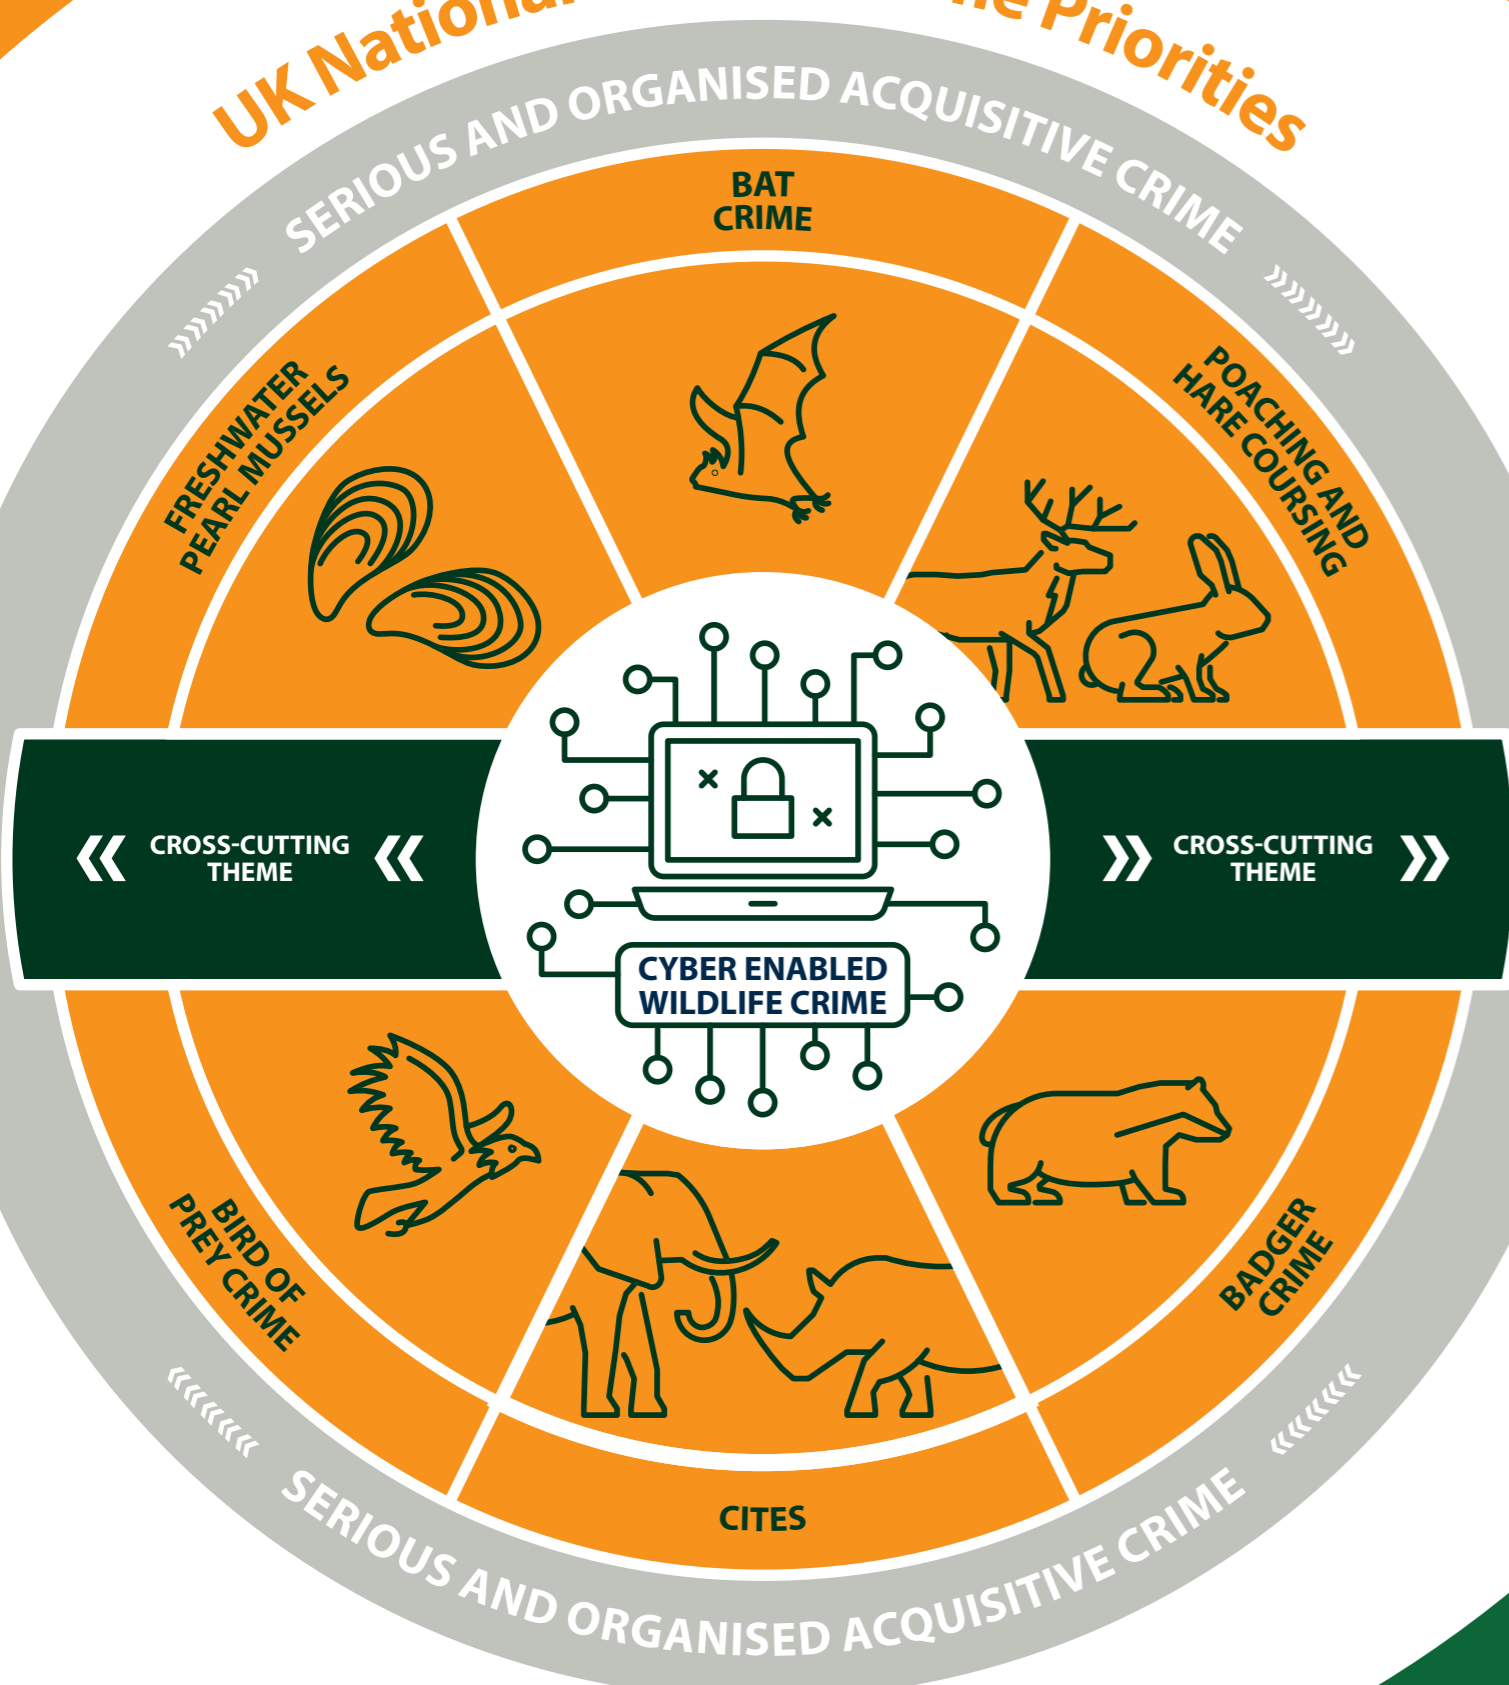 UK National
Priorities
SERIOUS AND ORGANISED ACQUISITIVE CRIME
BAT
CRIME
FRESHWATER
PEARL MUSSELS
POACHING AND
HARE COURSING
CROSS-CUTTING
THEME
CROSS-CUTTING
THEME
CYBER ENABLED
WILDLIFE CRIME
BIRD OF
PREY CRIME
BADGER
CRIME
CITES
SERIOUS AND ORGANISED ACQUISITIVE CRIME